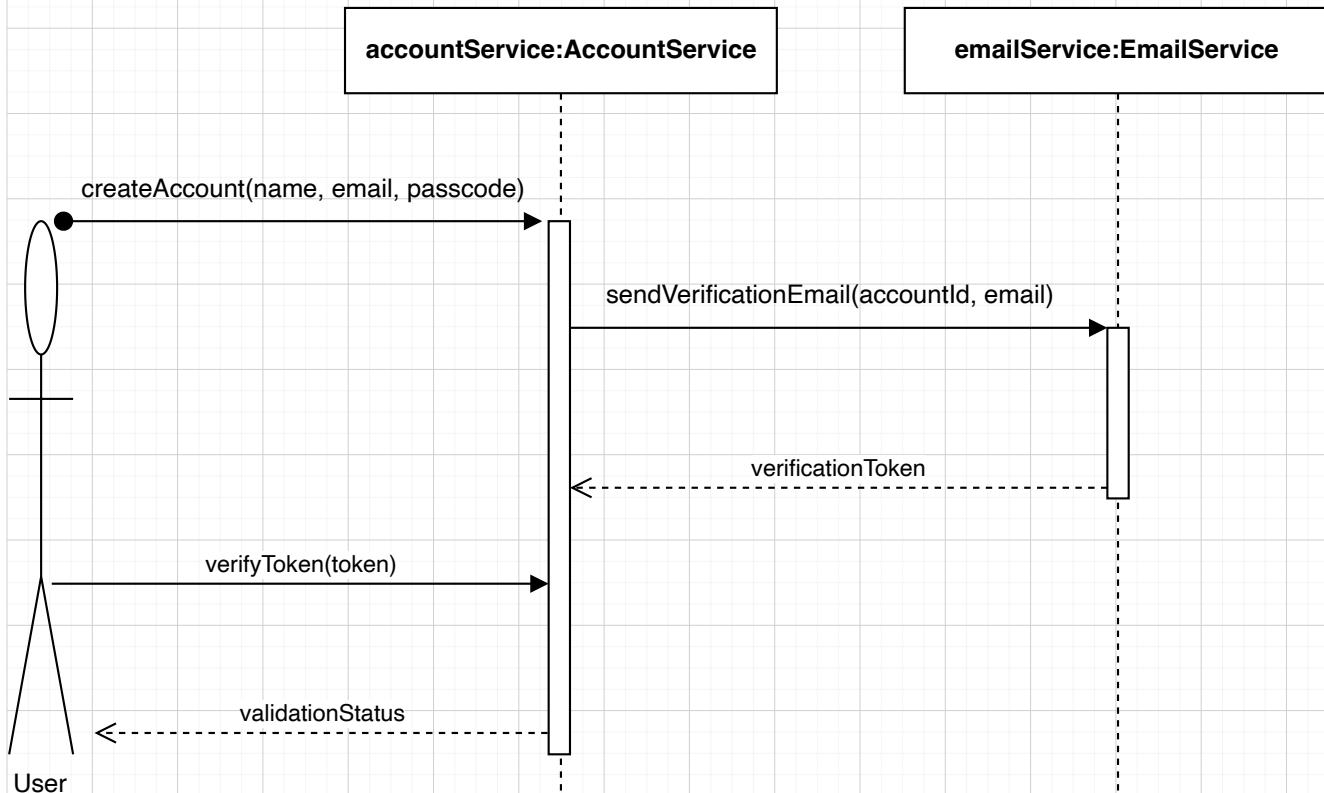 accountService:AccountService
emailService:EmailService
createAccount(name, email, passcode)
sendVerificationEmail(accountId, email)
verificationToken
verifyToken(token)
validationStatus
User